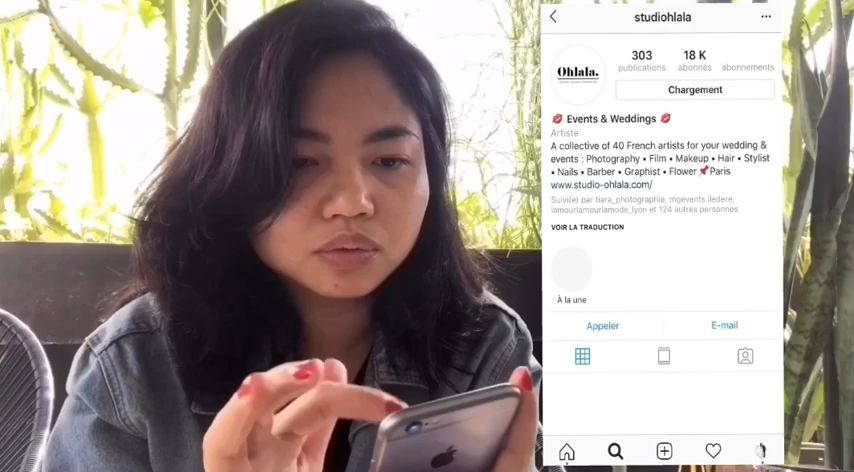 studiohlala
303
18 K
publications
abonnés
abonnements
Ohlala.
Chargement
💋 Events & Weddings 💋
Artiste
A collective of 40 French artists for your wedding &
events : Photography • Film • Makeup • Hair • Stylist
• Nails • Barber • Graphist • Flower 📌Paris
www.studio-ohlala.com/
Suivi(e) par tiara_photographie, mgevents.iledere,
lamourlamourlamode_lyon et 124 autres personnes
VOIR LA TRADUCTION
À la une
Appeler
E-mail